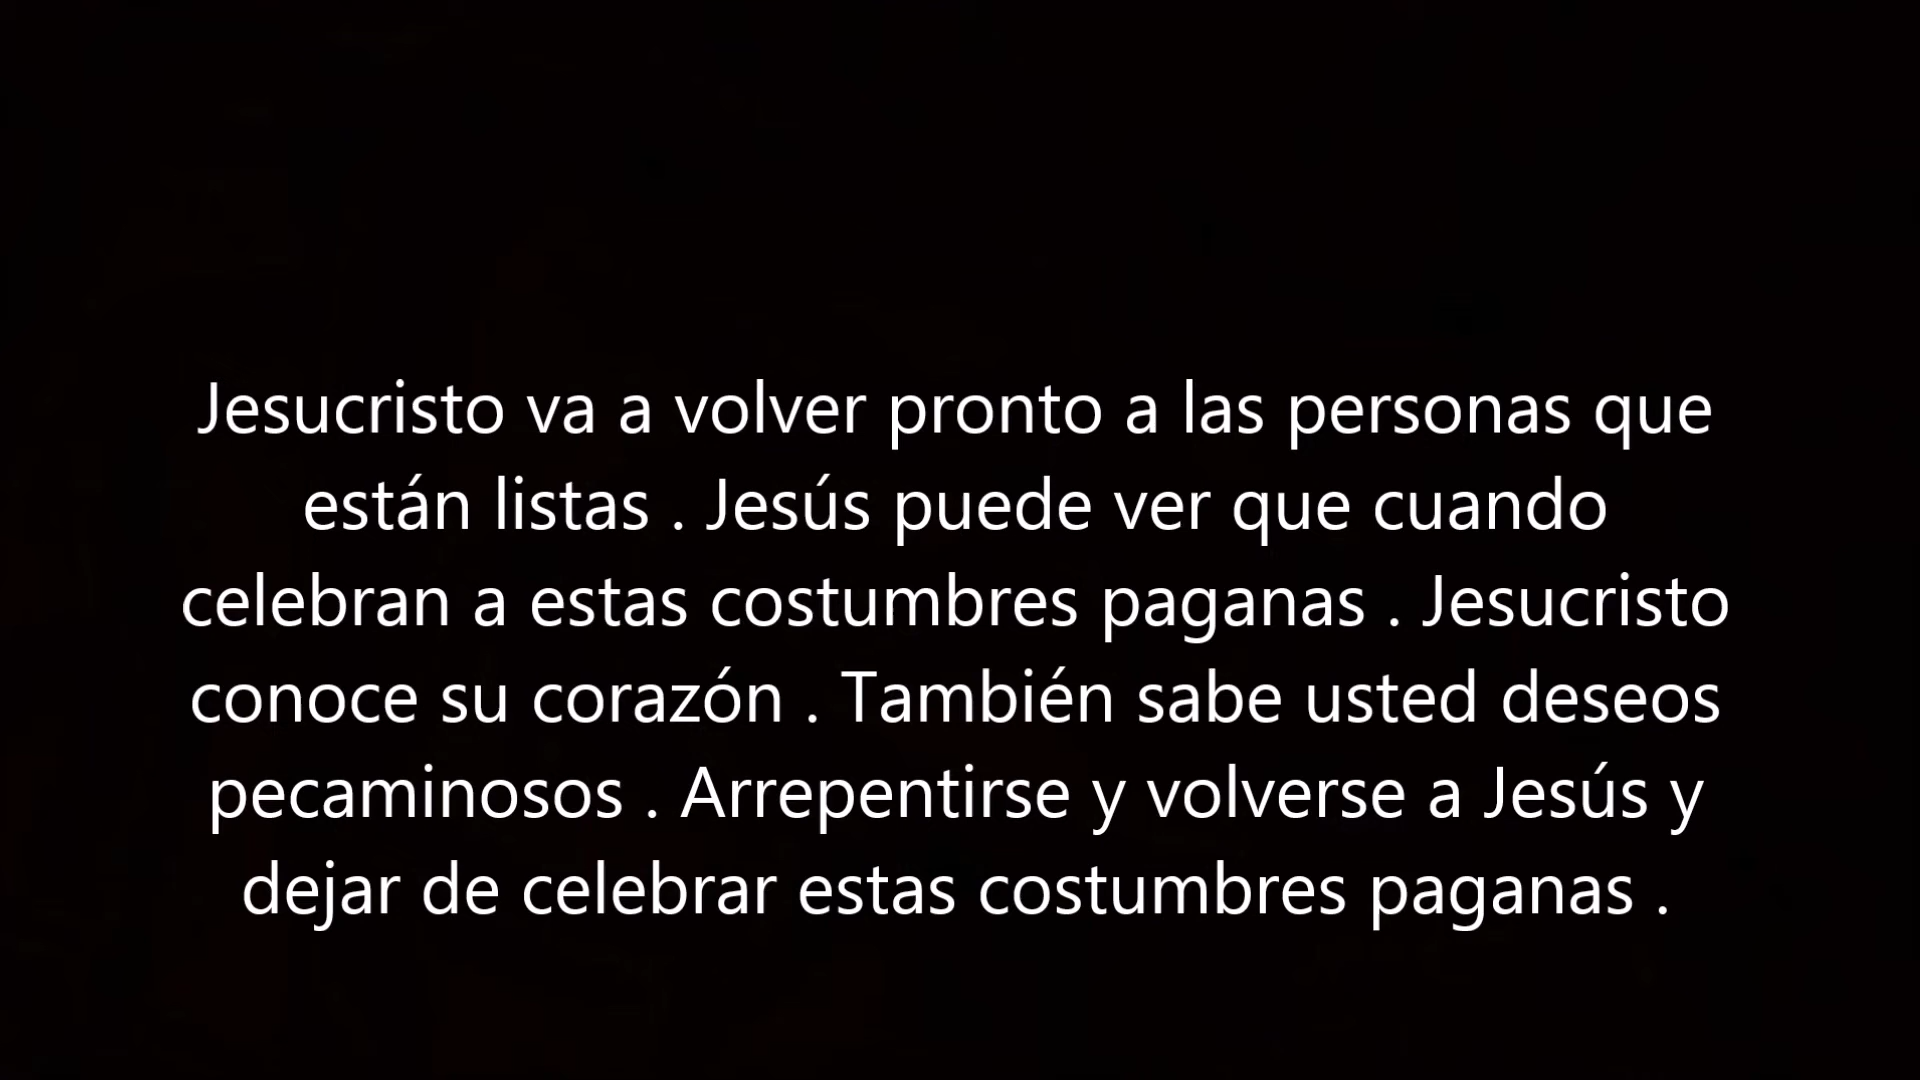 Jesucristo va a volver pronto a las personas que
están listas . Jesús puede ver que cuando
celebran a estas costumbres paganas . Jesucristo
conoce su corazón . También sabe usted deseos
pecaminosos . Arrepentirse y volverse a Jesús y
dejar de celebrar estas costumbres paganas .